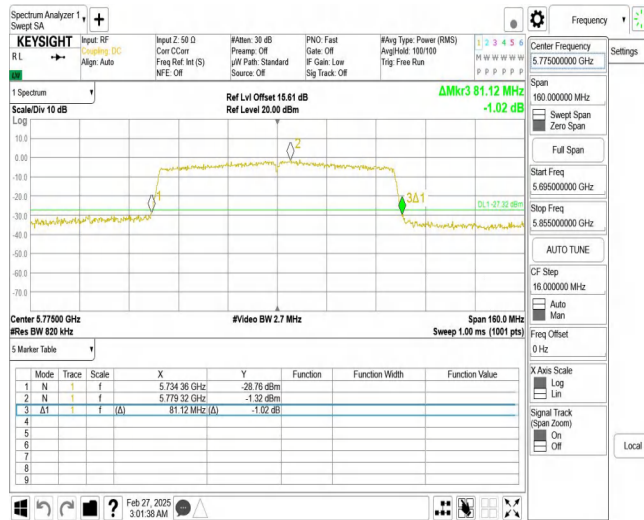 Spectrum Analyzer 1
Swept SA
+
Frequency
KEYSIGHT
RL
LXI
Input: RF
Coupling: DC
Align: Auto
Input Z: 50 Ω
Corr CCorr
Freq Ref: Int (S)
NFE: Off
#Atten: 30 dB
Preamp: Off
µW Path: Standard
Source: Off
PNO: Fast
Gate: Off
IF Gain: Low
Sig Track: Off
#Avg Type: Power (RMS)
Avg|Hold: 100/100
Trig: Free Run
1 2 3 4 5 6
M W W W W W
P P P P P P
1 Spectrum
Scale/Div 10 dB
Ref Lvl Offset 15.61 dB
Ref Level 20.00 dBm
ΔMkr3 81.12 MHz
-1.02 dB
Log
10.0
0.00
-10.0
-20.0
-30.0
-40.0
-50.0
-60.0
-70.0
1
2
3Δ1
DL1 -27.32 dBm
Center 5.77500 GHz
#Res BW 820 kHz
#Video BW 2.7 MHz
Span 160.0 MHz
Sweep 1.00 ms (1001 pts)
5 Marker Table
Mode Trace Scale X Y Function Function Width Function Value
1 N 1 f 5.734 36 GHz -28.76 dBm
2 N 1 f 5.779 32 GHz -1.32 dBm
3 Δ1 1 f (Δ) 81.12 MHz (Δ) -1.02 dB
4
5
6
7
8
9
?
Feb 27, 2025
3:01:38 AM
Center Frequency
5.775000000 GHz
Settings
Span
160.000000 MHz
Swept Span
Zero Span
Full Span
Start Freq
5.695000000 GHz
Stop Freq
5.855000000 GHz
AUTO TUNE
CF Step
16.000000 MHz
Auto
Man
Freq Offset
0 Hz
X Axis Scale
Log
Lin
Signal Track
(Span Zoom)
On
Off
Local